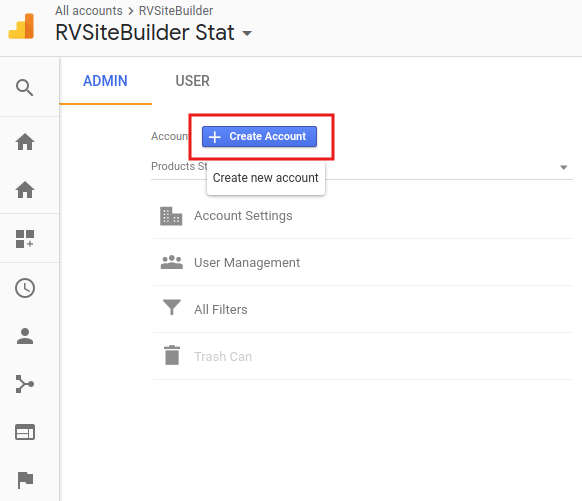 All accounts > RVSiteBuilder
RVSiteBuilder Stat
ADMIN USER
Account + Create Account
Products St
Create new account
Account Settings
User Management
All Filters
Trash Can